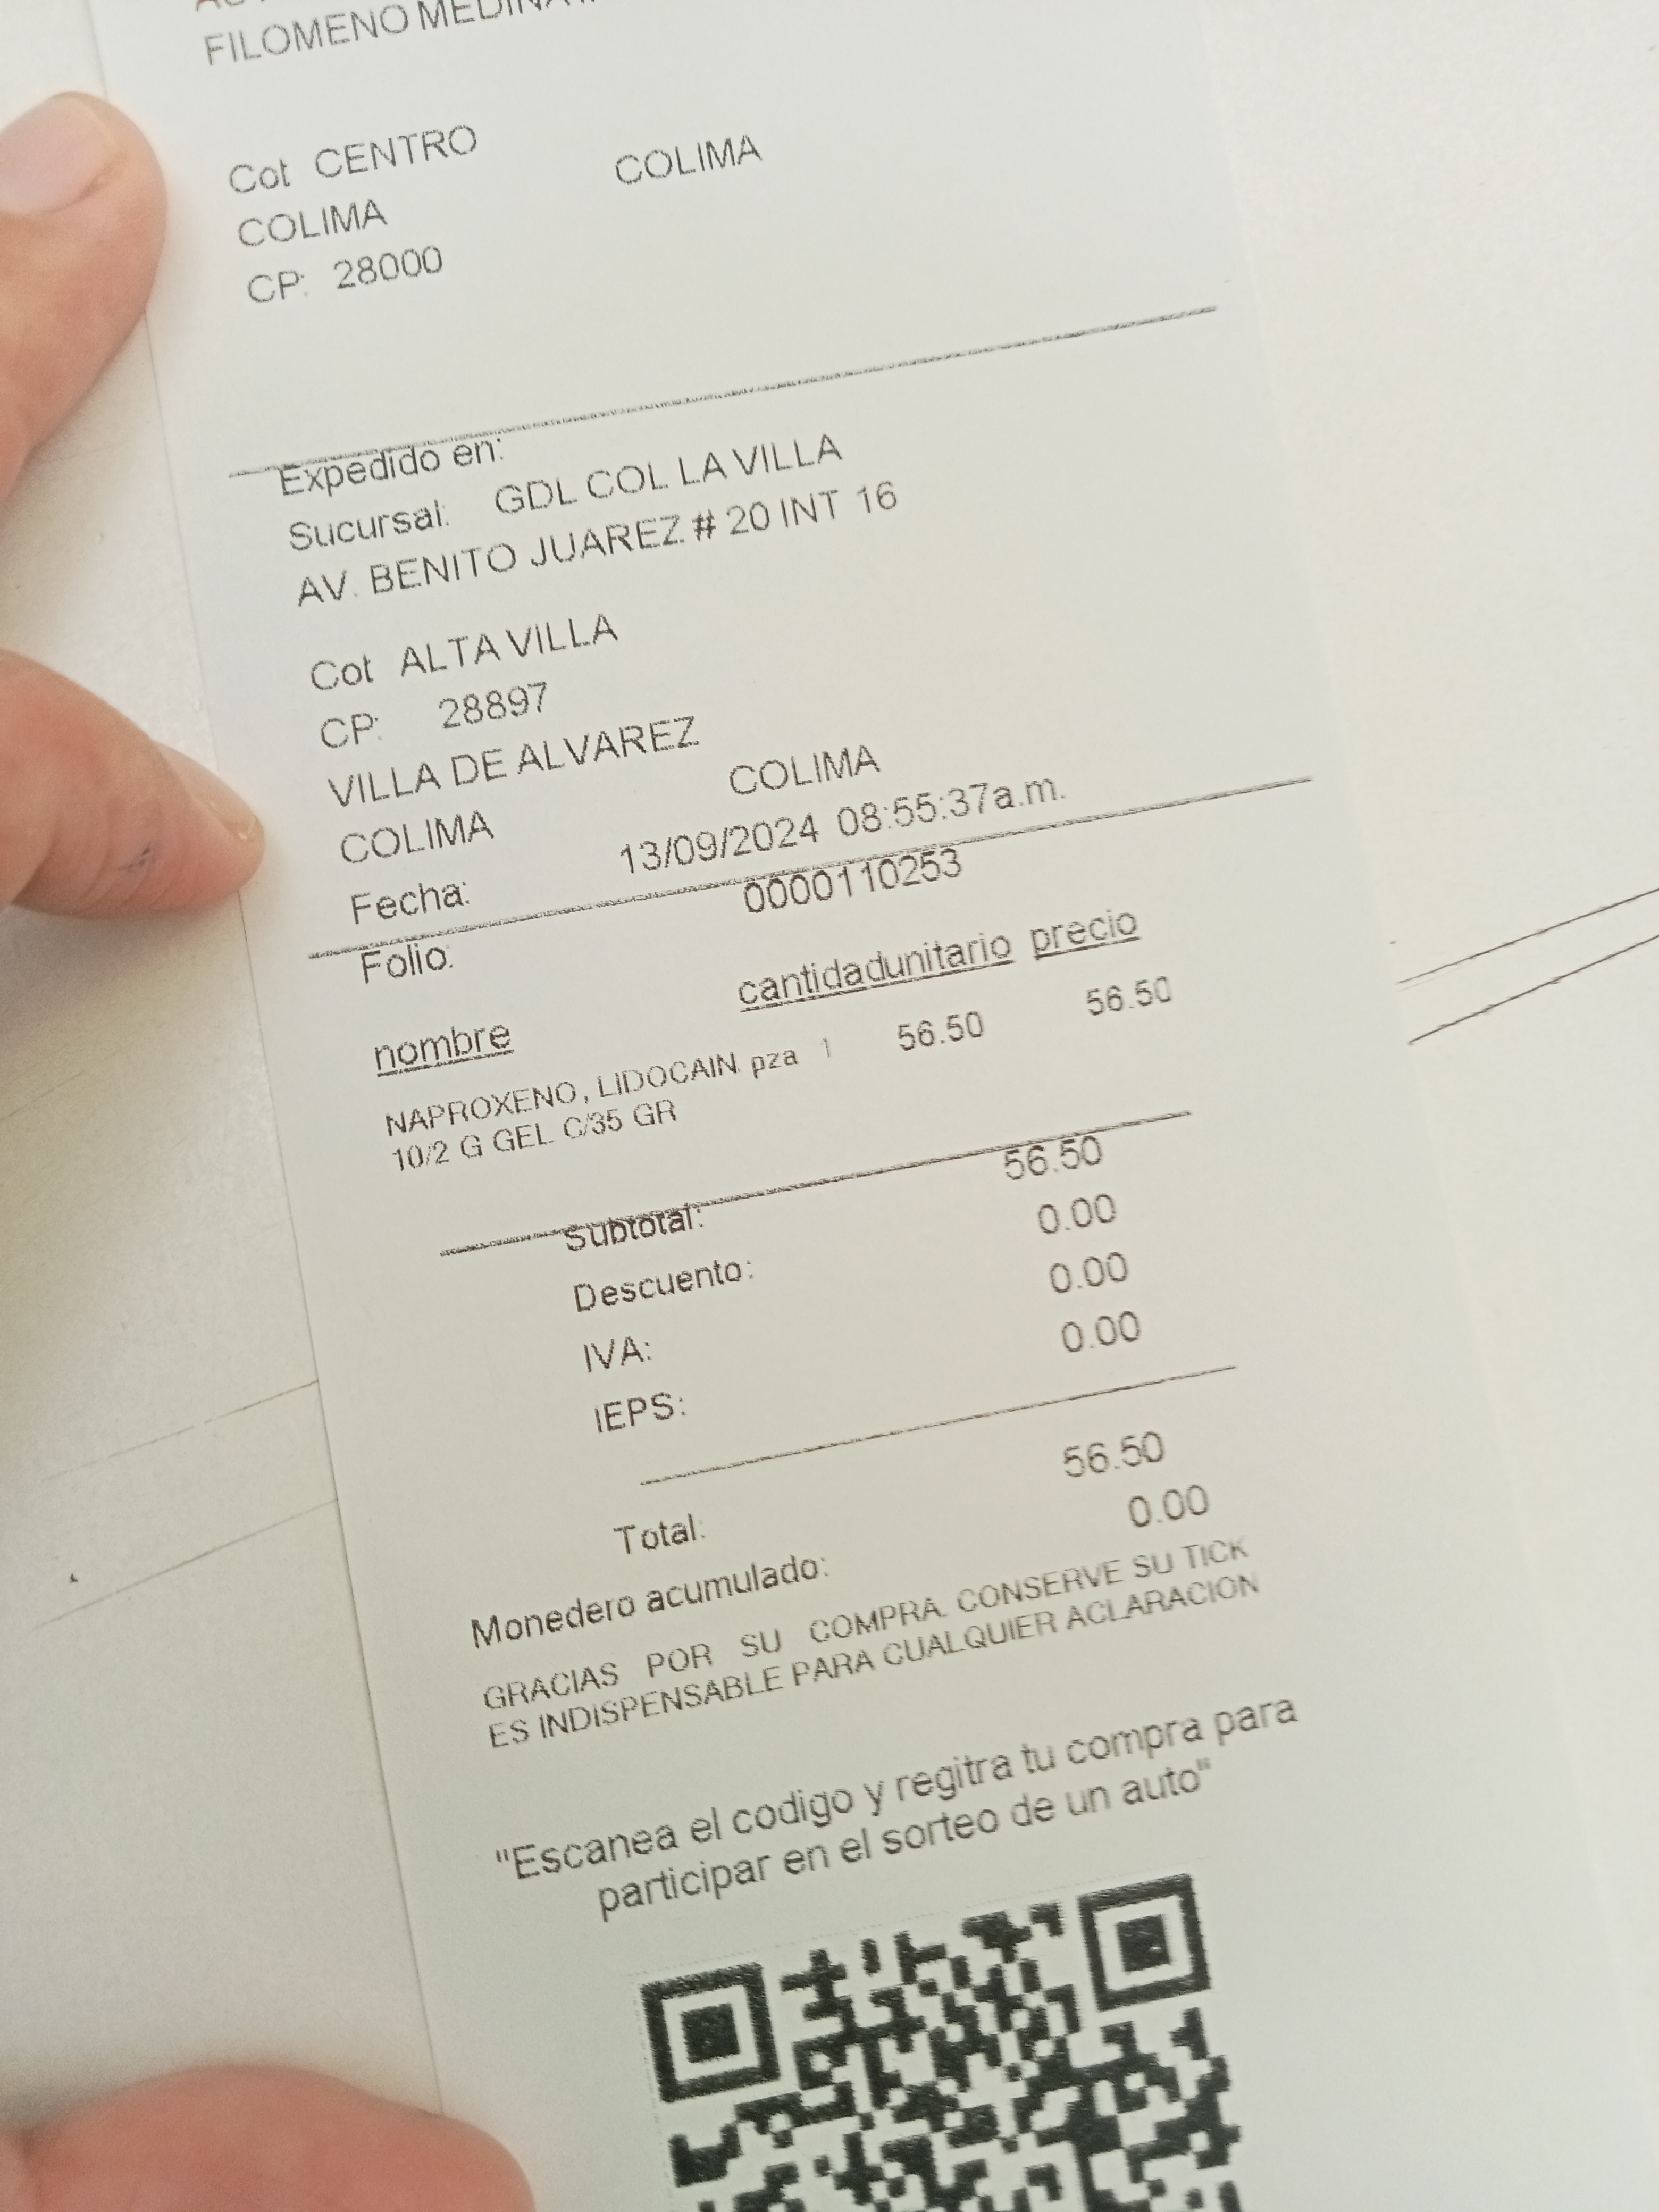 FILOMENO MEDINA
Cot CENTRO
COLIMA COLIMA
CP: 28000
Expedido en:
Sucursal: GDL COL LA VILLA
AV. BENITO JUAREZ # 20 INT 16
Cot ALTA VILLA
CP: 28897
VILLA DE ALVAREZ
COLIMA COLIMA
Fecha: 13/09/2024 08:55:37a.m.
Folio: 0000110253
nombre cantidadunitario precio
NAPROXENO, LIDOCAIN pza 1 56.50 56.50
10/2 G GEL C/35 GR
Subtotal: 56.50
Descuento: 0.00
IVA: 0.00
IEPS: 0.00
Total: 56.50
Monedero acumulado: 0.00
GRACIAS POR SU COMPRA. CONSERVE SU TICK
ES INDISPENSABLE PARA CUALQUIER ACLARACION
"Escanea el codigo y regitra tu compra para
participar en el sorteo de un auto"